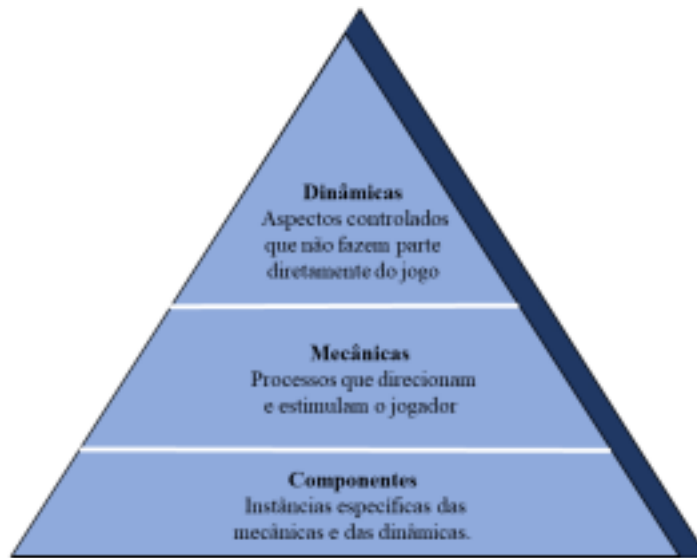 Dinâmicas
Aspectos controlados
que não fazem parte
diretamente do jogo
Mecânicas
Processos que direcionam
e estimulam o jogador
Componentes
Instâncias específicas das
mecânicas e das dinâmicas.